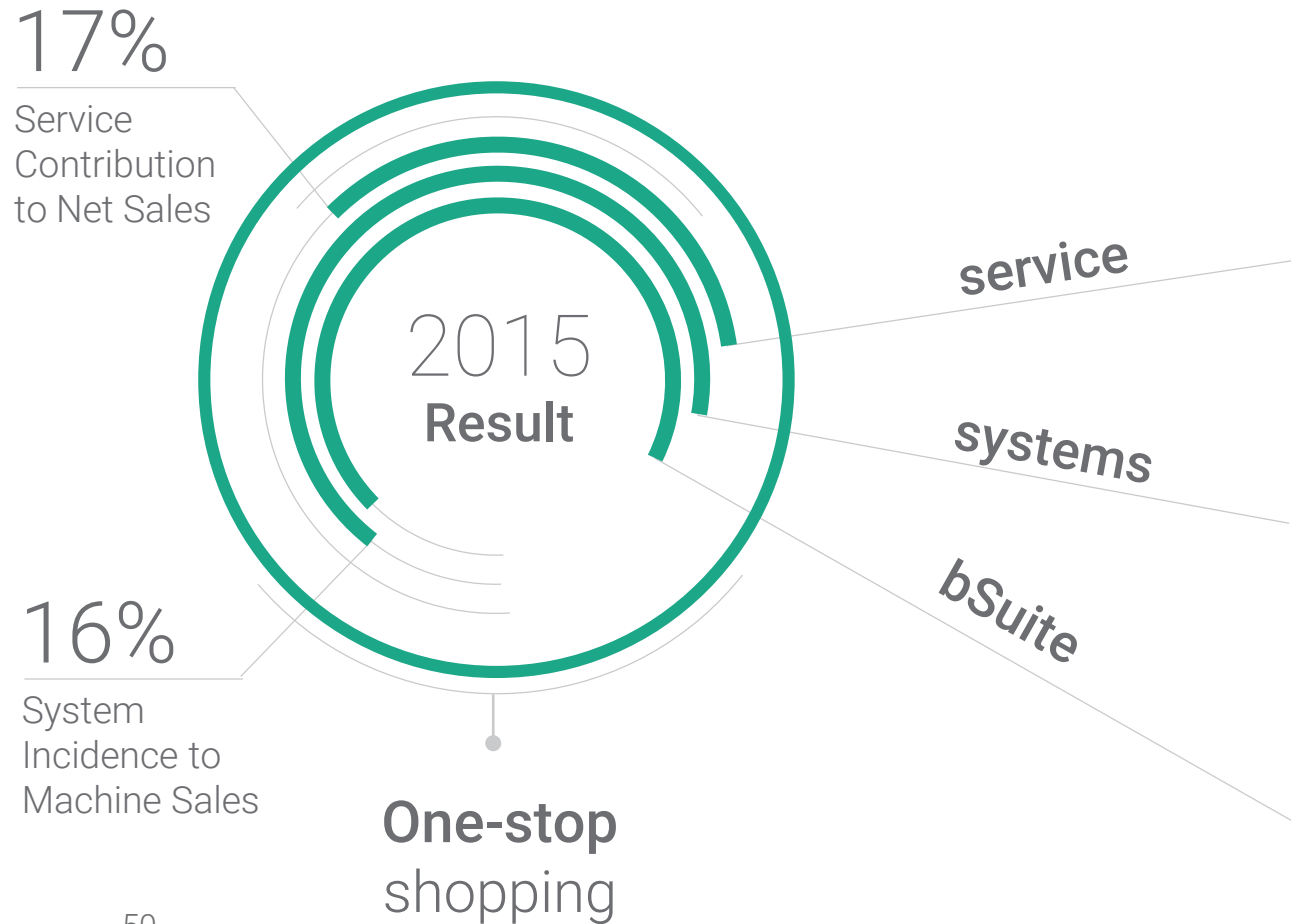 17%
Service
Contribution
to Net Sales
2015
Result
service
systems
bSuite
16%
System
Incidence to
Machine Sales
One-stop
shopping